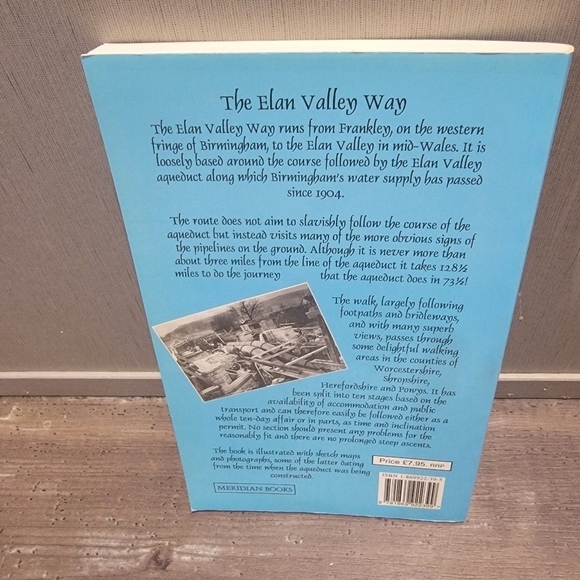 The Elan Valley Way
The Elan Valley Way runs from Frankley, on the western
fringe of Birmingham, to the Elan Valley in mid-Wales. It is
loosely based around the course followed by the Elan Valley
aqueduct along which Birmingham's water supply has passed
since 1904.
The route does not aim to slavishly follow the course of the
aqueduct but instead visits many of the more obvious signs of
the pipelines on the ground. Although it is never more than
about three miles from the line of the aqueduct it takes 128½
miles to do the journey that the aqueduct does in 73½!
The walk, largely following
footpaths and bridleways,
and with many superb
views, passes through
some delightful walking
areas in the counties of
Worcestershire,
Shropshire,
Herefordshire and Powys. It has
been split into ten stages based on the
availability of accommodation and public
transport and can therefore easily be followed either as a
whole ten-day affair or in parts, as time and inclination
permit. No section should present any problems for the
reasonably fit and there are no prolonged steep ascents.
The book is illustrated with sketch maps
and photographs, some of the latter dating
from the time when the aqueduct was being
constructed.
MERIDIAN BOOKS
Price £7.95. RRP